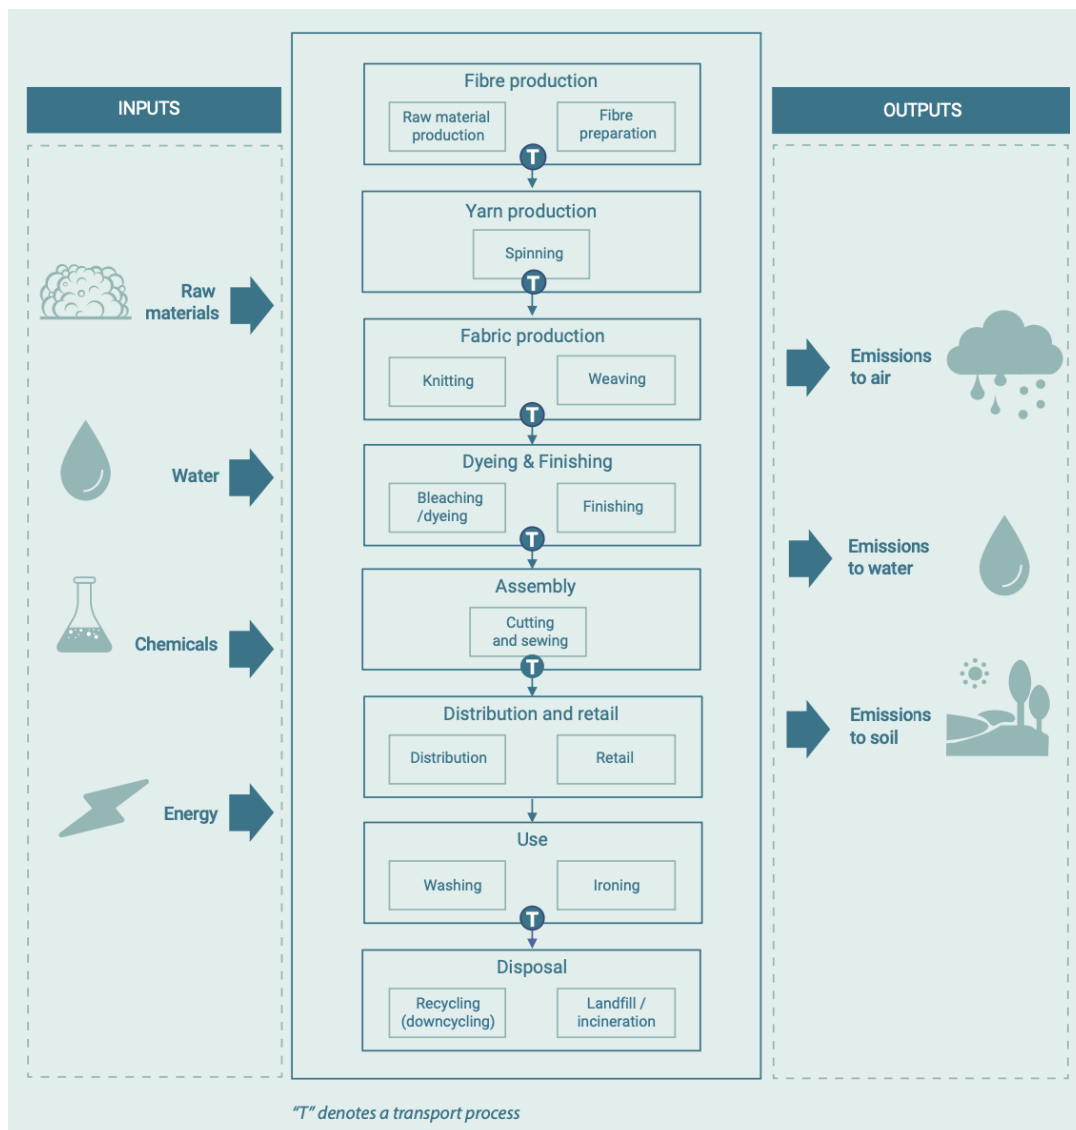 INPUTS
Raw
materials
Water
Chemicals
Energy
Fibre production
Raw material
production
Fibre
preparation
T
Yarn production
Spinning
T
Fabric production
Knitting
Weaving
T
Dyeing & Finishing
Bleaching
/dyeing
Finishing
T
Assembly
Cutting
and sewing
T
Distribution and retail
Distribution
Retail
Use
Washing
Ironing
T
Disposal
Recycling
(downcycling)
Landfill /
incineration
OUTPUTS
Emissions
to air
Emissions
to water
Emissions
to soil
“T” denotes a transport process